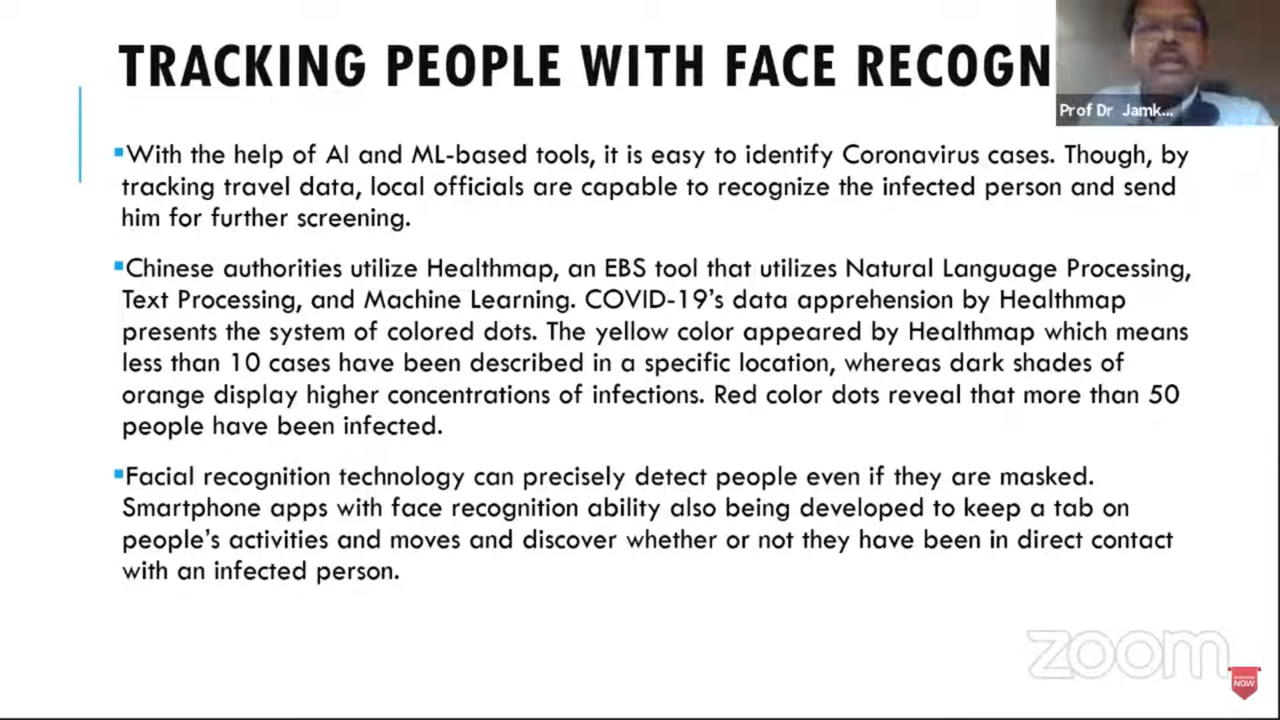 TRACKING PEOPLE WITH FACE RECOGN
Prof Dr Jamk...
▪With the help of AI and ML-based tools, it is easy to identify Coronavirus cases. Though, by
tracking travel data, local officials are capable to recognize the infected person and send
him for further screening.
▪Chinese authorities utilize Healthmap, an EBS tool that utilizes Natural Language Processing,
Text Processing, and Machine Learning. COVID-19’s data apprehension by Healthmap
presents the system of colored dots. The yellow color appeared by Healthmap which means
less than 10 cases have been described in a specific location, whereas dark shades of
orange display higher concentrations of infections. Red color dots reveal that more than 50
people have been infected.
▪Facial recognition technology can precisely detect people even if they are masked.
Smartphone apps with face recognition ability also being developed to keep a tab on
people’s activities and moves and discover whether or not they have been in direct contact
with an infected person.
zoom
NOW